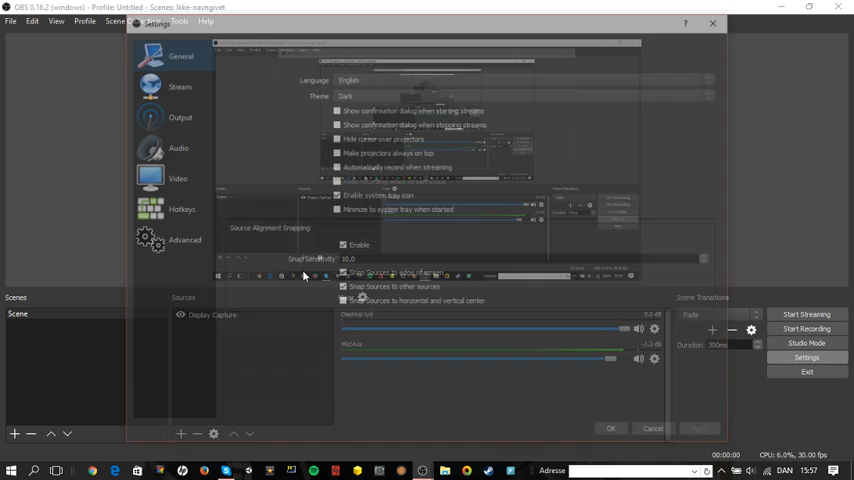 OBS 0.16.2 (windows) - Profile: Untitled - Scenes: Ikke-navngivet
File Edit View Profile Scene Tools Help
Settings
General
Stream
Output
Audio
Video
Hotkeys
Advanced
Language English
Theme Dark
Show confirmation dialog when starting streams
Show confirmation dialog when stopping streams
Hide cursor over projectors
Make projectors always on top
Automatically record when streaming
Enable system tray icon
Minimize to system tray when started
Source Alignment Snapping
Enable
Snap Sensitivity 10,0
Snap Sources to edge of screen
Snap Sources to other sources
Snap Sources to horizontal and vertical center
OK Cancel
Scenes
Scene
Sources
Display Capture
Mixer
Desktop lyd 0.0 dB
Mic/Aux -1.3 dB
Scene Transitions
Fade
Duration 300ms
Start Streaming
Start Recording
Studio Mode
Settings
Exit
00:00:00 CPU: 6.0%, 30.00 fps
Adresse DAN 15:57